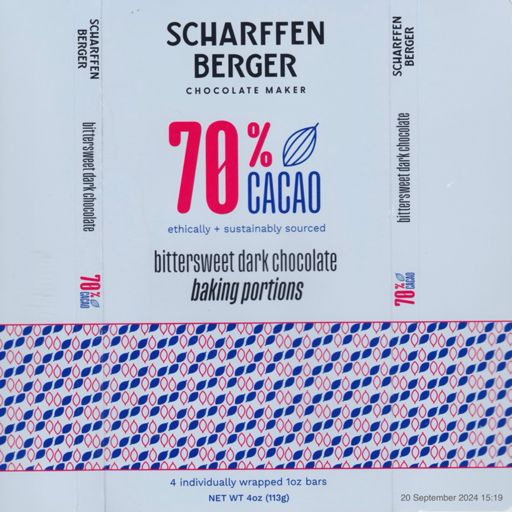 SCHARFFEN
BERGER
CHOCOLATE MAKER
70% CACAO
ethically + sustainably sourced
bittersweet dark chocolate
baking portions
4 individually wrapped 1oz bars
NET WT 4oz (113g)
SCHARFFEN
BERGER
bittersweet dark chocolate
70% CACAO
SCHARFFEN
BERGER
bittersweet dark chocolate
70% CACAO
20 September 2024 15:19